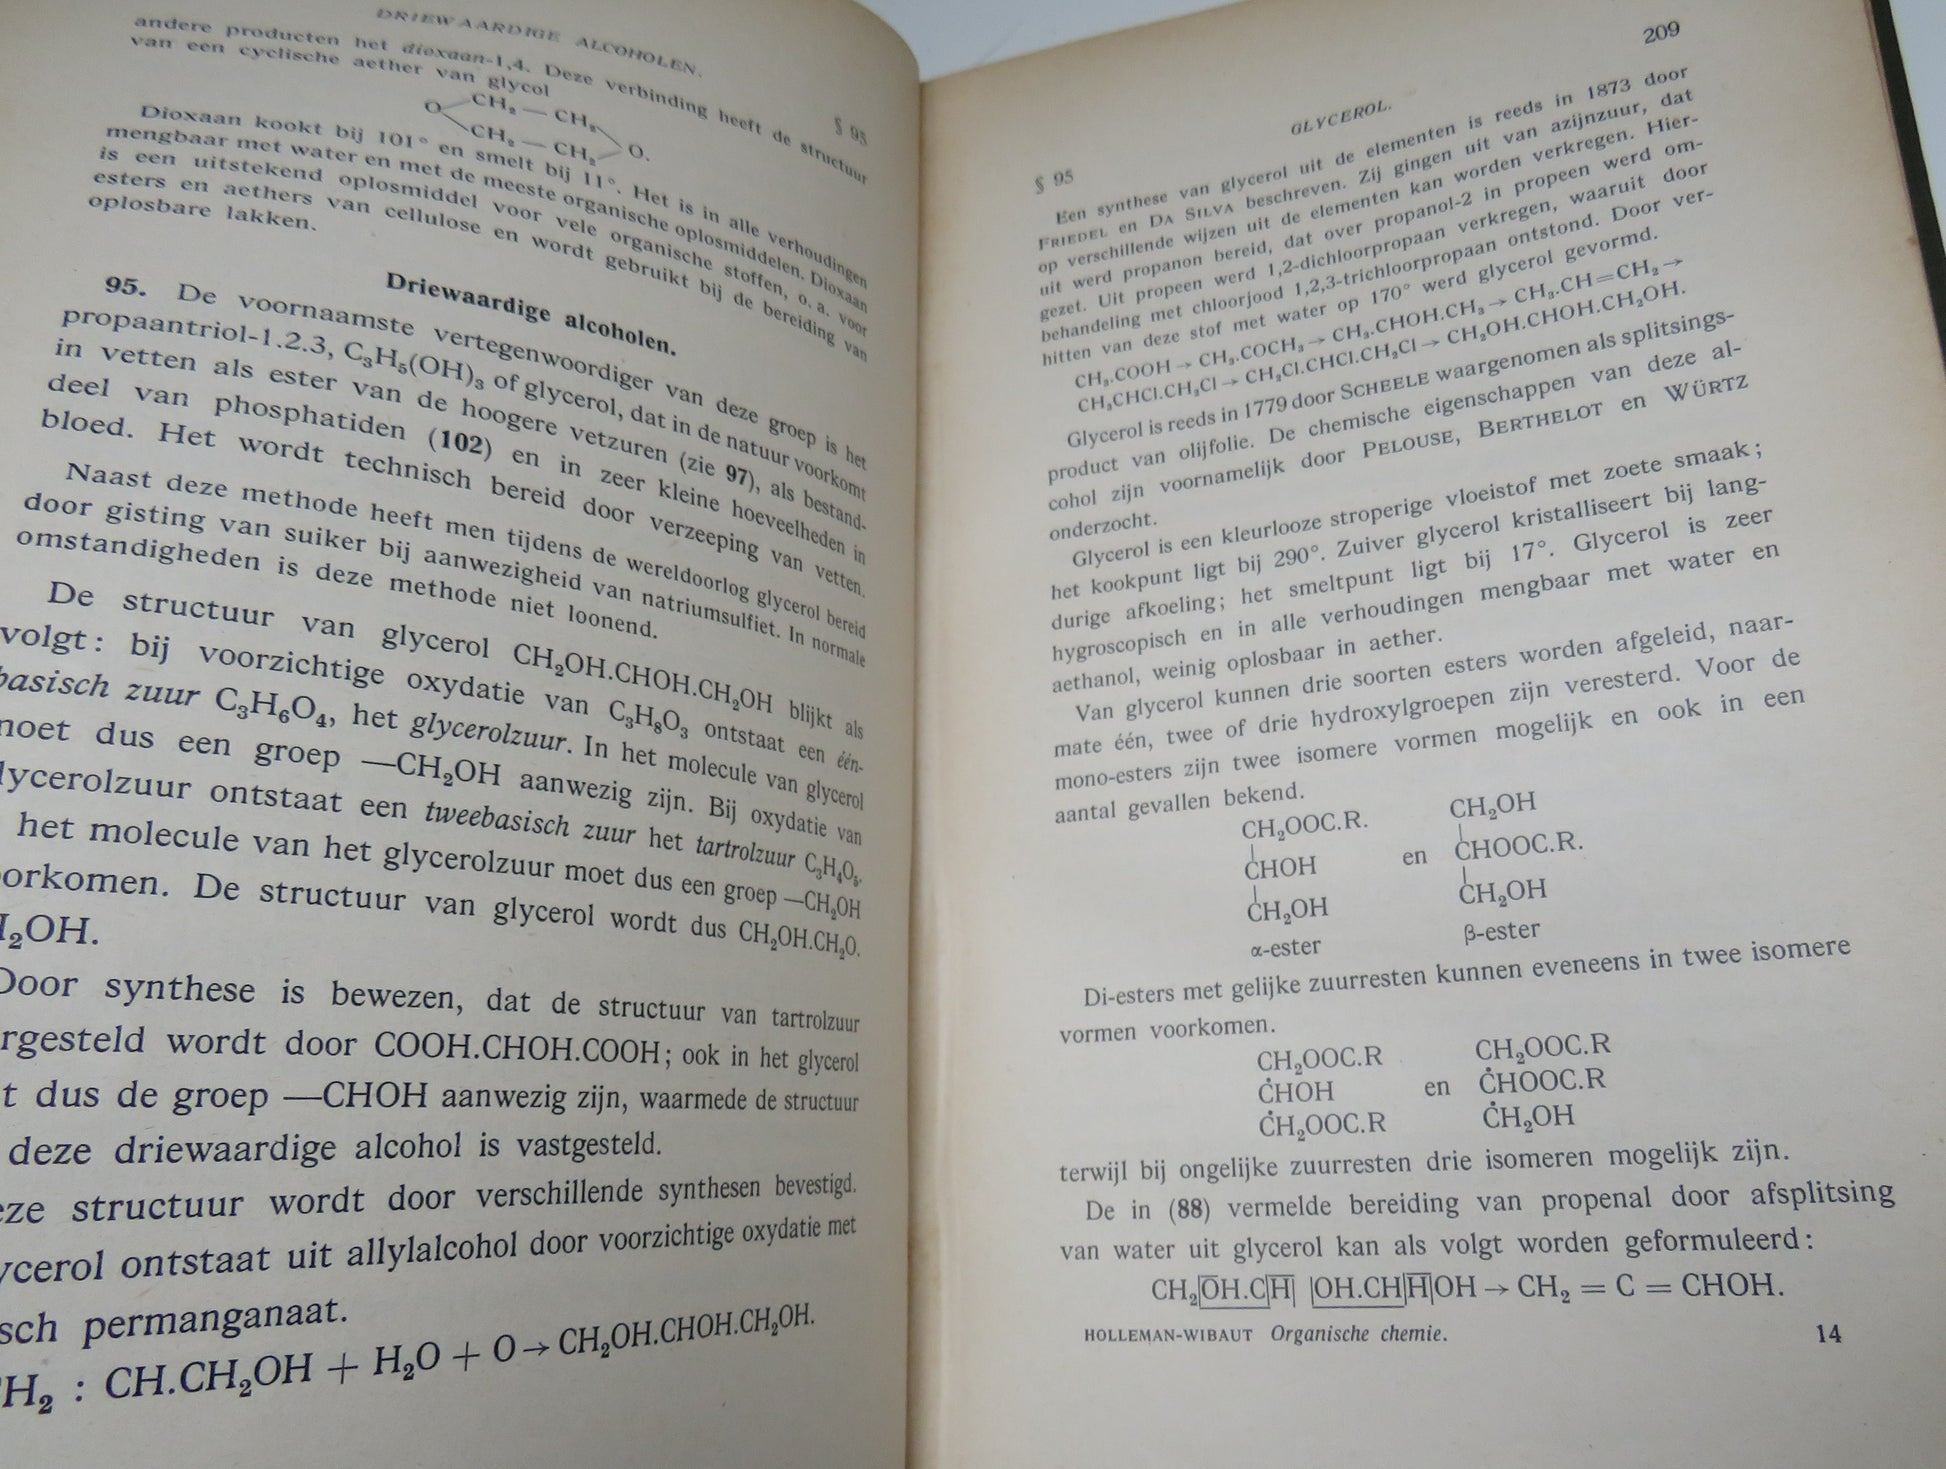 DRIEWAARDIGE ALCOHOLEN.
§ 95
andere producten het dioxaan-1,4. Deze verbinding heeft de structuur
van een cyclische aether van glycol
CH₂ — CH₂
O O.
CH₂ — CH₂
Dioxaan kookt bij 101° en smelt bij 11°. Het is in alle verhoudingen
mengbaar met water en met de meeste organische oplosmiddelen. Dioxaan
is een uitstekend oplosmiddel voor vele organische stoffen, o. a. voor
esters en aethers van cellulose en wordt gebruikt bij de bereiding van
oplosbare lakken.
Driewaardige alcoholen.
95. De voornaamste vertegenwoordiger van deze groep is het
propaantriol-1.2.3, C₃H₅(OH)₃ of glycerol, dat in de natuur voorkomt
in vetten als ester van de hoogere vetzuren (zie 97), als bestand-
deel van phosphatiden (102) en in zeer kleine hoeveelheden in
bloed. Het wordt technisch bereid door verzeeping van vetten.
Naast deze methode heeft men tijdens de wereldoorlog glycerol bereid
door gisting van suiker bij aanwezigheid van natriumsulfiet. In normale
omstandigheden is deze methode niet loonend.
De structuur van glycerol CH₂OH.CHOH.CH₂OH blijkt als
volgt: bij voorzichtige oxydatie van C₃H₈O₃ ontstaat een één-
basisch zuur C₃H₆O₄, het glycerolzuur. In het molecule van glycerol
moet dus een groep —CH₂OH aanwezig zijn. Bij oxydatie van
lycerolzuur ontstaat een tweebasisch zuur het tartrolzuur C₃H₄O₅.
het molecule van het glycerolzuur moet dus een groep —CH₂OH
orkomen. De structuur van glycerol wordt dus CH₂OH.CH₂O.
H₂OH.
Door synthese is bewezen, dat de structuur van tartrolzuur
rgesteld wordt door COOH.CHOH.COOH; ook in het glycerol
t dus de groep —CHOH aanwezig zijn, waarmede de structuur
deze driewaardige alcohol is vastgesteld.
eze structuur wordt door verschillende synthesen bevestigd.
ycerol ontstaat uit allylalcohol door voorzichtige oxydatie met
sch permanganaat.
H₂ : CH.CH₂OH + H₂O + O → CH₂OH.CHOH.CH₂OH.
209
GLYCEROL.
§ 95
Een synthese van glycerol uit de elementen is reeds in 1873 door
FRIEDEL en DA SILVA beschreven. Zij gingen uit van azijnzuur, dat
op verschillende wijzen uit de elementen kan worden verkregen. Hier-
uit werd propanon bereid, dat over propanol-2 in propeen werd om-
gezet. Uit propeen werd 1,2-dichloorpropaan verkregen, waaruit door
behandeling met chloorjood 1,2,3-trichloorpropaan ontstond. Door ver-
hitten van deze stof met water op 170° werd glycerol gevormd.
CH₃.COOH → CH₃.COCH₃ → CH₃.CHOH.CH₃ → CH₃.CH=CH₂ →
CH₃CHCl.CH₂Cl → CH₂Cl.CHCl.CH₂Cl → CH₂OH.CHOH.CH₂OH.
Glycerol is reeds in 1779 door SCHEELE waargenomen als splitsings-
product van olijfolie. De chemische eigenschappen van deze al-
cohol zijn voornamelijk door PELOUSE, BERTHELOT en WÜRTZ
onderzocht.
Glycerol is een kleurlooze stroperige vloeistof met zoete smaak;
het kookpunt ligt bij 290°. Zuiver glycerol kristalliseert bij lang-
durige afkoeling; het smeltpunt ligt bij 17°. Glycerol is zeer
hygroscopisch en in alle verhoudingen mengbaar met water en
aethanol, weinig oplosbaar in aether.
Van glycerol kunnen drie soorten esters worden afgeleid, naar-
mate één, twee of drie hydroxylgroepen zijn veresterd. Voor de
mono-esters zijn twee isomere vormen mogelijk en ook in een
aantal gevallen bekend.
CH₂OOC.R. CH₂OH
CHOH en CHOOC.R.
CH₂OH CH₂OH
α-ester β-ester
Di-esters met gelijke zuurresten kunnen eveneens in twee isomere
vormen voorkomen.
CH₂OOC.R CH₂OOC.R
CHOH en CHOOC.R
CH₂OOC.R CH₂OH
terwijl bij ongelijke zuurresten drie isomeren mogelijk zijn.
De in (88) vermelde bereiding van propenal door afsplitsing
van water uit glycerol kan als volgt worden geformuleerd:
CH₂|OH.C|H| |OH.CH|H|OH → CH₂ = C = CHOH.
HOLLEMAN-WIBAUT Organische chemie. 14